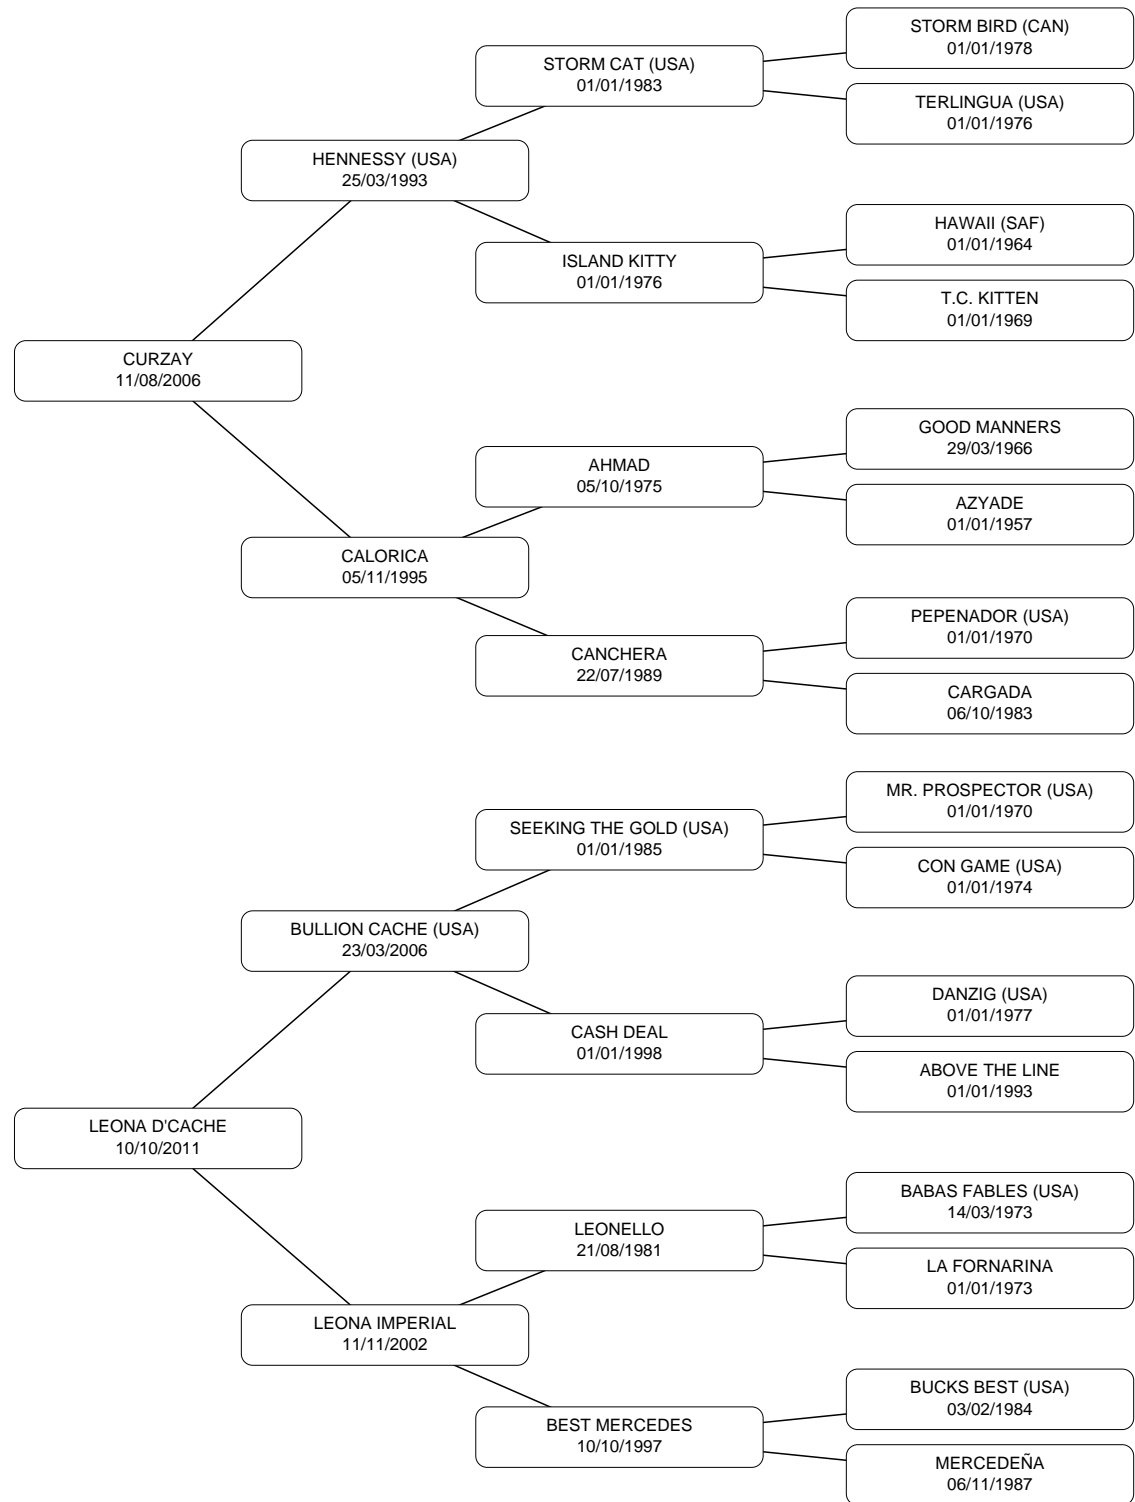 STORM BIRD (CAN)
01/01/1978
STORM CAT (USA)
01/01/1983
TERLINGUA (USA)
01/01/1976
HENNESSY (USA)
25/03/1993
HAWAII (SAF)
01/01/1964
ISLAND KITTY
01/01/1976
T.C. KITTEN
01/01/1969
CURZAY
11/08/2006
GOOD MANNERS
29/03/1966
AHMAD
05/10/1975
AZYADE
01/01/1957
CALORICA
05/11/1995
PEPENADOR (USA)
01/01/1970
CANCHERA
22/07/1989
CARGADA
06/10/1983
MR. PROSPECTOR (USA)
01/01/1970
SEEKING THE GOLD (USA)
01/01/1985
CON GAME (USA)
01/01/1974
BULLION CACHE (USA)
23/03/2006
DANZIG (USA)
01/01/1977
CASH DEAL
01/01/1998
ABOVE THE LINE
01/01/1993
LEONA D'CACHE
10/10/2011
BABAS FABLES (USA)
14/03/1973
LEONELLO
21/08/1981
LA FORNARINA
01/01/1973
LEONA IMPERIAL
11/11/2002
BUCKS BEST (USA)
03/02/1984
BEST MERCEDES
10/10/1997
MERCEDEÑA
06/11/1987